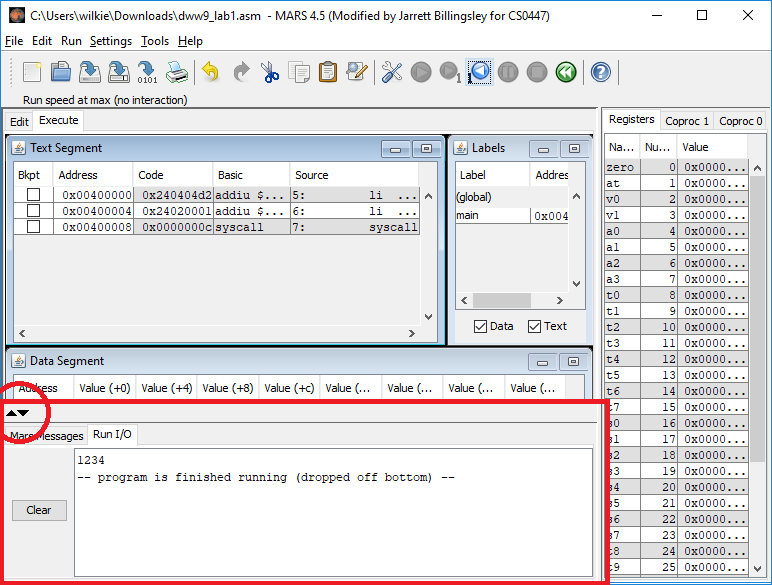 C:\Users\wilkie\Downloads\dww9_lab1.asm - MARS 4.5 (Modified by Jarrett Billingsley for CS0447)
File Edit Run Settings Tools Help
0101
1
Run speed at max (no interaction)
Edit Execute
Text Segment
Bkpt Address Code Basic Source
0x00400000 0x240404d2 addiu $... 5: li ...
0x00400004 0x24020001 addiu $... 6: li ...
0x00400008 0x0000000c syscall 7: syscall
Labels
Label Addres
(global)
main 0x004
Data Text
Data Segment
Address Value (+0) Value (+4) Value (+8) Value (+c) Value (... Value (... Value (... Value (...
Mars Messages Run I/O
1234
-- program is finished running (dropped off bottom) --
Clear
Registers Coproc 1 Coproc 0
Na... Nu... Value
zero 0 0x0000...
at 1 0x0000...
v0 2 0x0000...
v1 3 0x0000...
a0 4 0x0000...
a1 5 0x0000...
a2 6 0x0000...
a3 7 0x0000...
t0 8 0x0000...
t1 9 0x0000...
t2 10 0x0000...
t3 11 0x0000...
t4 12 0x0000...
t5 13 0x0000...
t6 14 0x0000...
t7 15 0x0000...
s0 16 0x0000...
s1 17 0x0000...
s2 18 0x0000...
s3 19 0x0000...
s4 20 0x0000...
s5 21 0x0000...
s6 22 0x0000...
s7 23 0x0000...
t8 24 0x0000...
t9 25 0x0000...